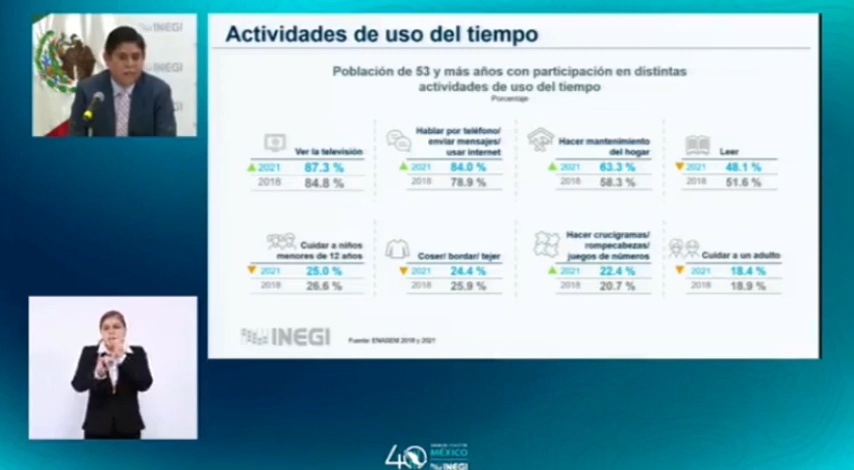 INEGI
INEGI
Actividades de uso del tiempo
Población de 53 y más años con participación en distintas
actividades de uso del tiempo
Porcentaje
Ver la televisión
2021 87.3 %
2018 84.8 %
Hablar por teléfono/
enviar mensajes/
usar internet
2021 84.0 %
2018 78.9 %
Hacer mantenimiento
del hogar
2021 63.3 %
2018 58.3 %
Leer
2021 48.1 %
2018 51.6 %
Cuidar a niños
menores de 12 años
2021 25.0 %
2018 26.6 %
Coser/ bordar/ tejer
2021 24.4 %
2018 25.9 %
Hacer crucigramas/
rompecabezas/
juegos de números
2021 22.4 %
2018 20.7 %
Cuidar a un adulto
2021 18.4 %
2018 18.9 %
INEGI
Fuente: ENASEM 2018 y 2021
40
MÉXICO
INEGI